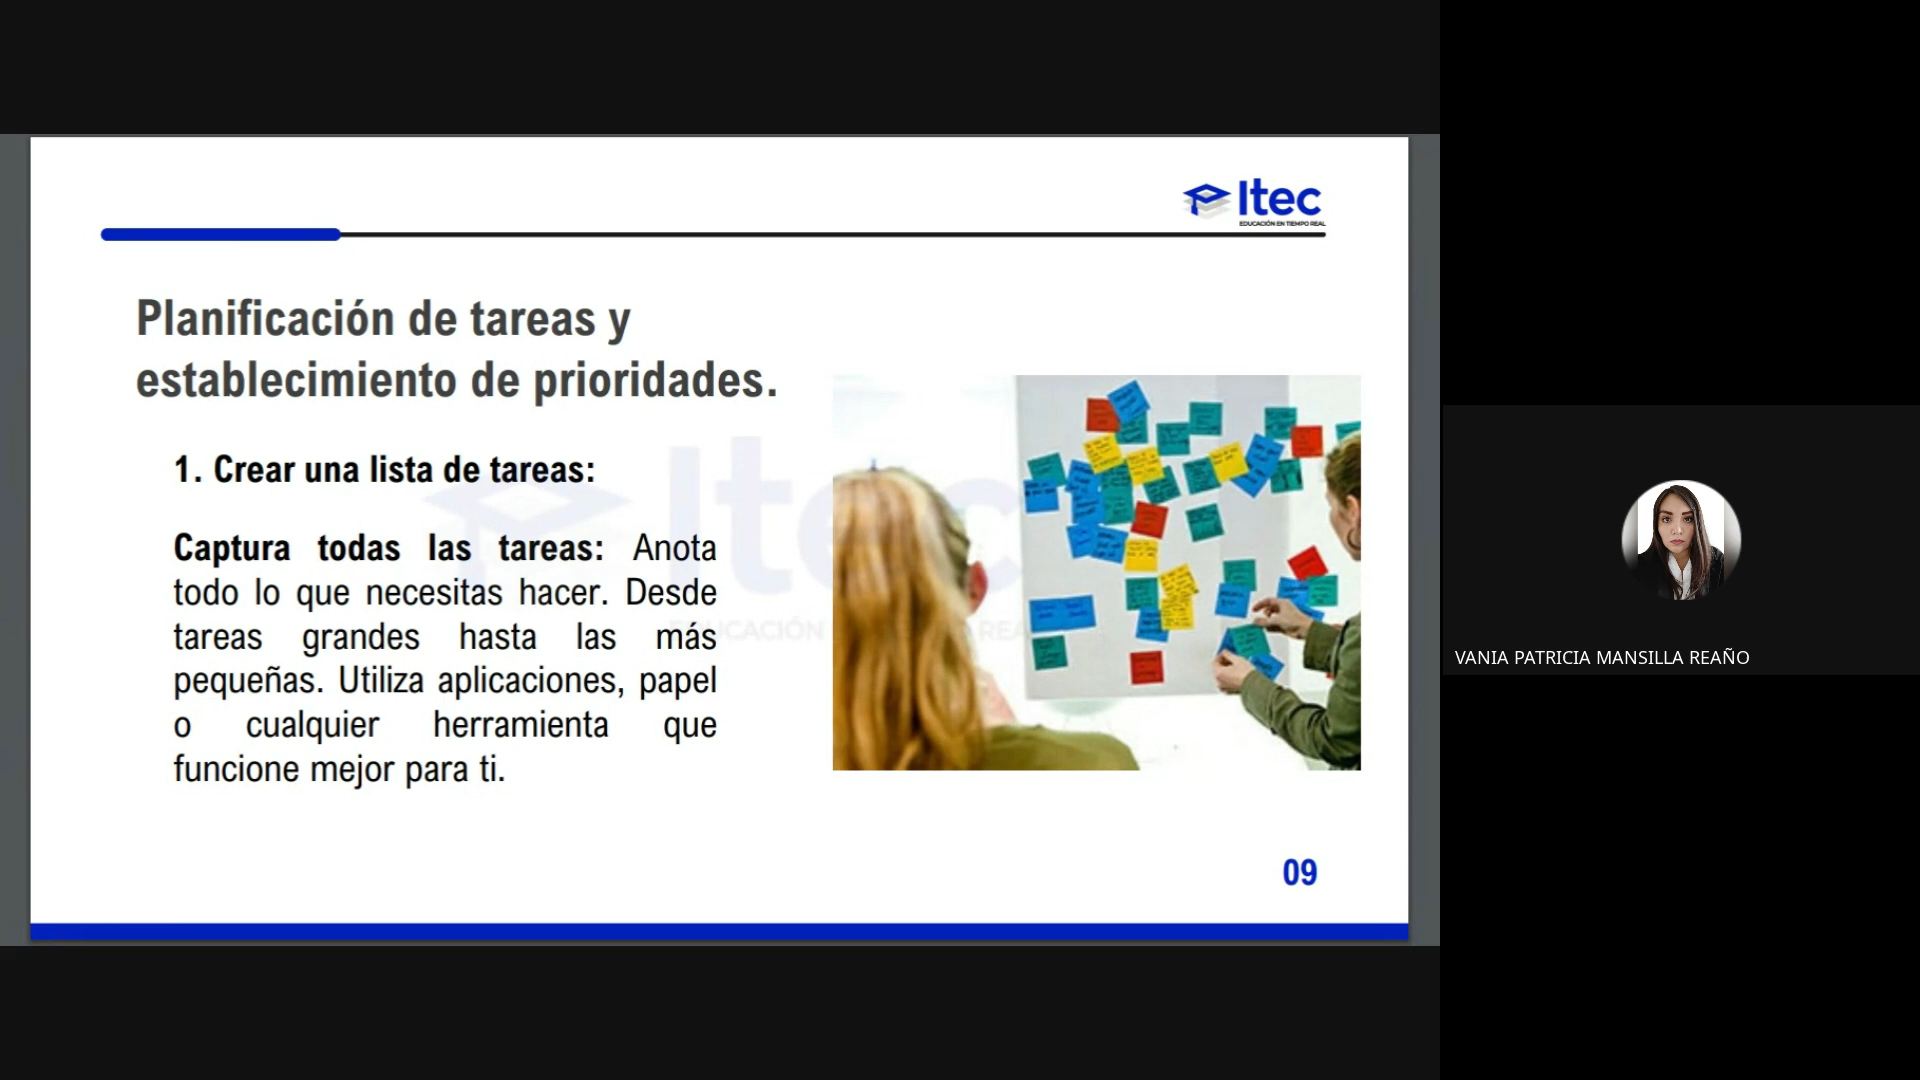 Itec
EDUCACIÓN EN TIEMPO REAL
Planificación de tareas y
establecimiento de prioridades.
1. Crear una lista de tareas:
Captura todas las tareas: Anota
todo lo que necesitas hacer. Desde
tareas grandes hasta las más
pequeñas. Utiliza aplicaciones, papel
o cualquier herramienta que
funcione mejor para ti.
09
VANIA PATRICIA MANSILLA REAÑO